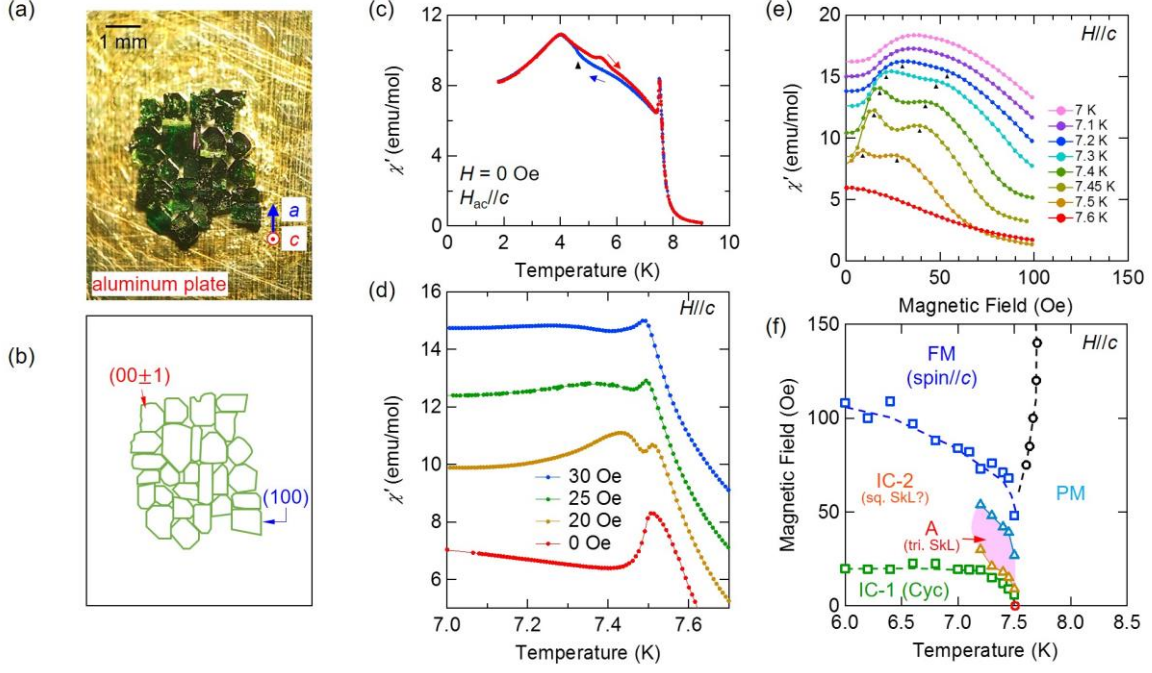 (a)
1 mm
a
c
aluminum plate
(b)
(00±1)
(100)
(c)
χ′ (emu/mol)
12
9
6
3
0
H = 0 Oe
Hac//c
0
2
4
6
8
10
Temperature (K)
(d)
H//c
χ′ (emu/mol)
16
14
12
10
8
6
30 Oe
25 Oe
20 Oe
0 Oe
7.0
7.2
7.4
7.6
Temperature (K)
(e)
H//c
χ′ (emu/mol)
20
15
10
5
0
7 K
7.1 K
7.2 K
7.3 K
7.4 K
7.45 K
7.5 K
7.6 K
0
50
100
150
Magnetic Field (Oe)
(f)
H//c
Magnetic Field (Oe)
150
100
50
0
FM
(spin//c)
IC-2
(sq. SkL?)
PM
A
(tri. SkL)
IC-1 (Cyc)
6.0
6.5
7.0
7.5
8.0
8.5
Temperature (K)